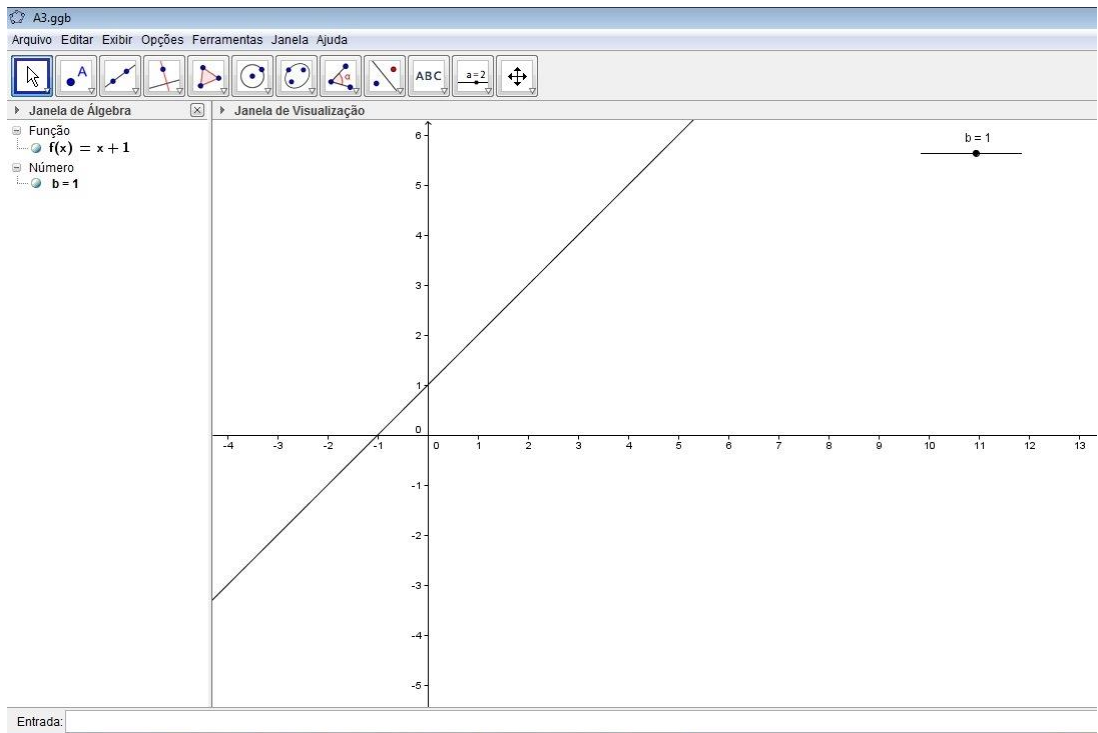 A3.ggb
Arquivo Editar Exibir Opções Ferramentas Janela Ajuda
A α ABC a=2
Janela de Álgebra
Janela de Visualização
Função
f(x) = x + 1
Número
b = 1
b = 1
6
5
4
3
2
1
0
-4 -3 -2 -1 0 1 2 3 4 5 6 7 8 9 10 11 12 13
-1
-2
-3
-4
-5
Entrada: